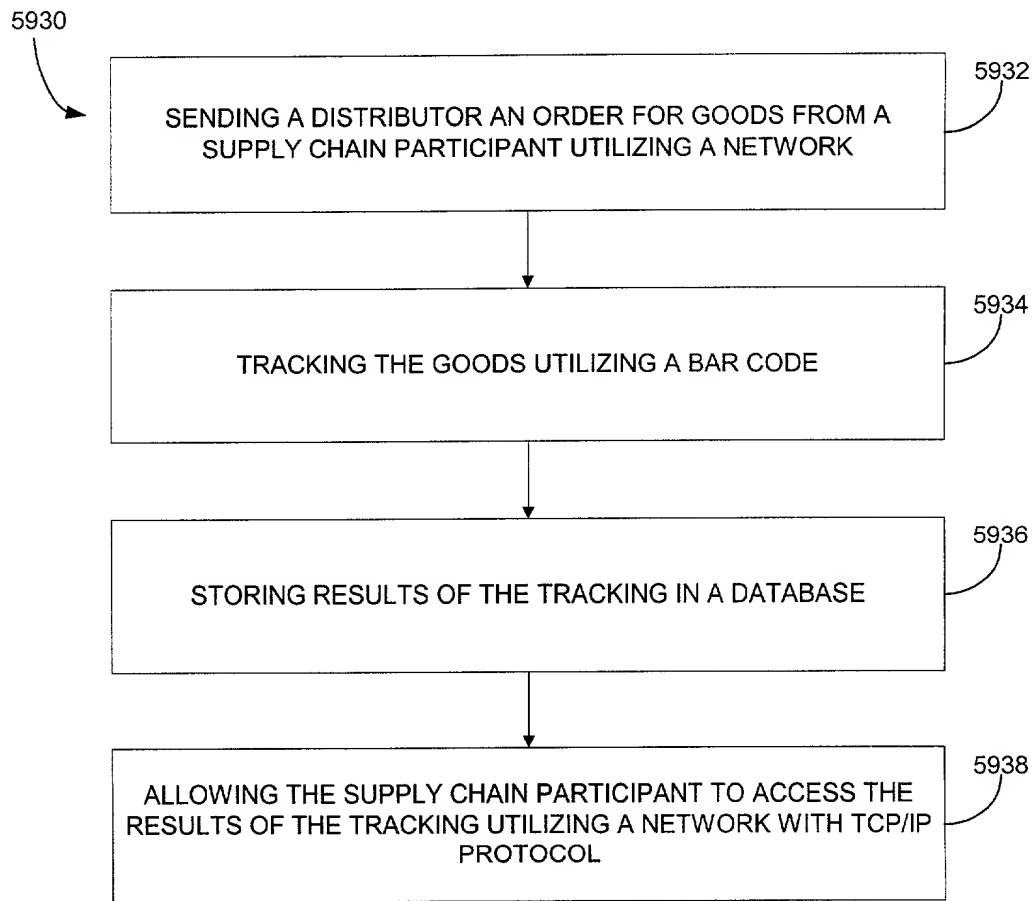 5930
5932
SENDING A DISTRIBUTOR AN ORDER FOR GOODS FROM A
SUPPLY CHAIN PARTICIPANT UTILIZING A NETWORK
5934
TRACKING THE GOODS UTILIZING A BAR CODE
5936
STORING RESULTS OF THE TRACKING IN A DATABASE
5938
ALLOWING THE SUPPLY CHAIN PARTICIPANT TO ACCESS THE
RESULTS OF THE TRACKING UTILIZING A NETWORK WITH TCP/IP
PROTOCOL